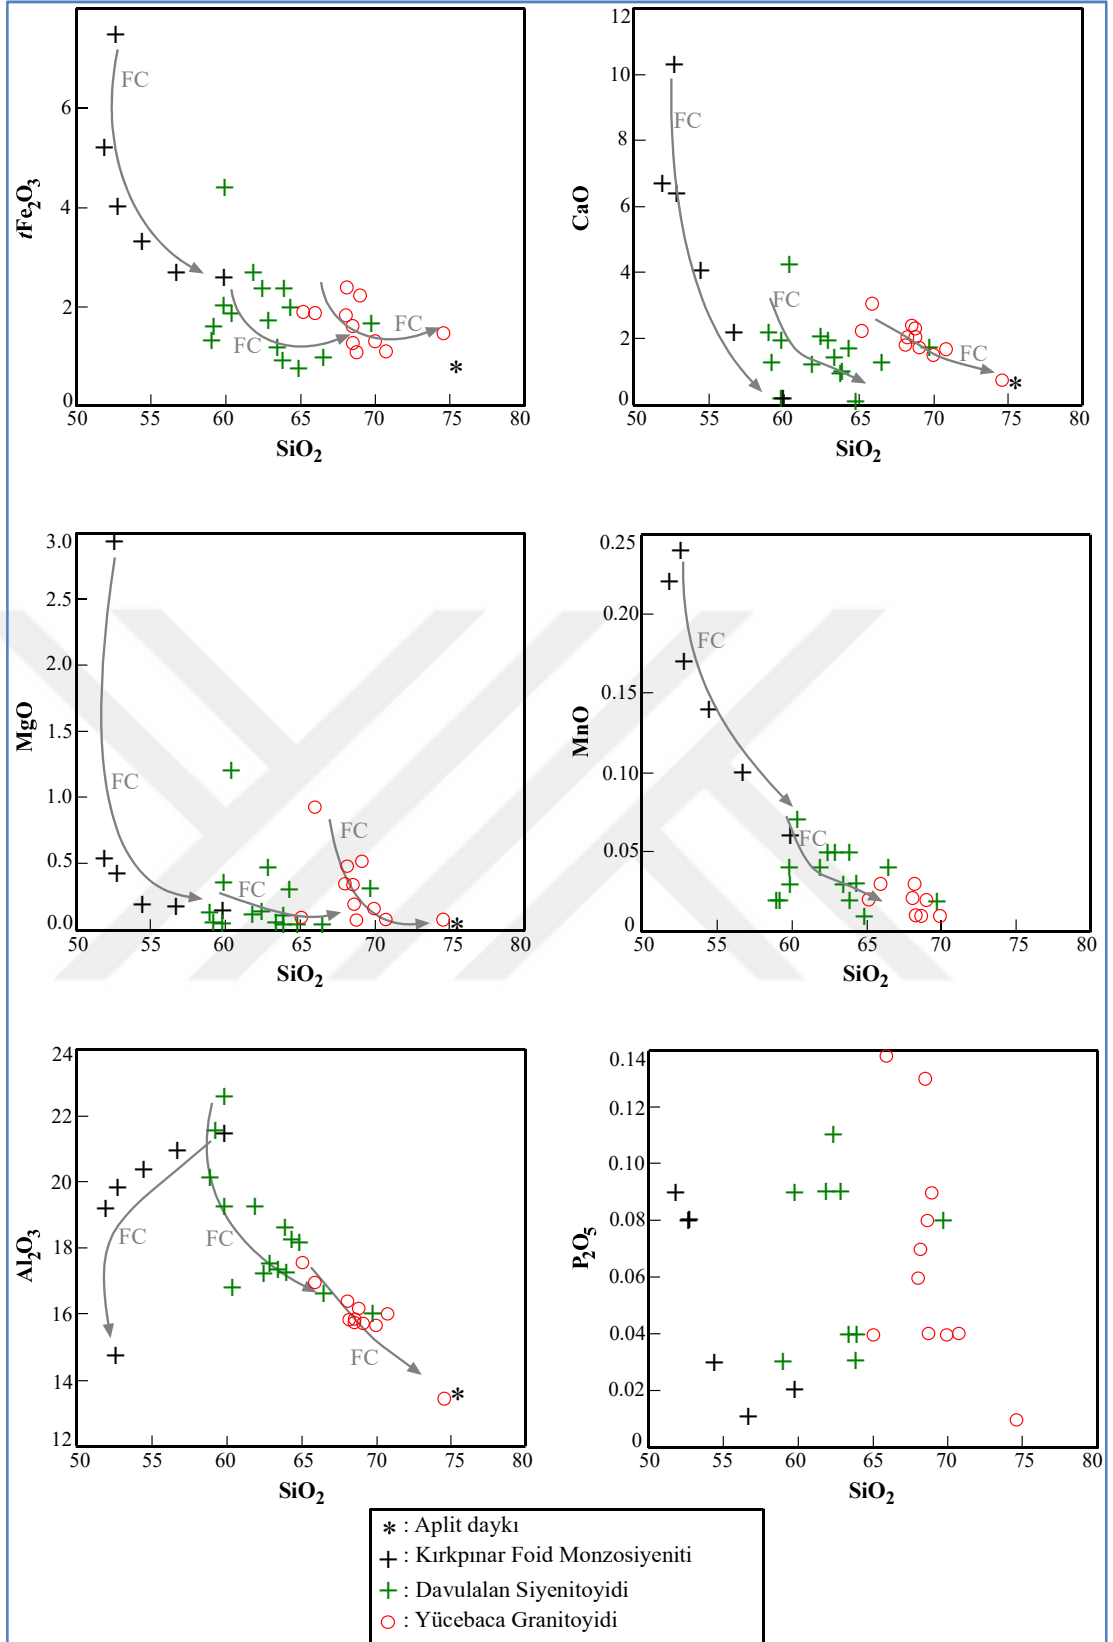 6
4
2
0
tFe2O3
FC
FC
FC
50 55 60 65 70 75 80
SiO2
12
10
8
6
4
2
0
CaO
FC
FC
FC
50 55 60 65 70 75 80
SiO2
3.0
2.5
2.0
1.5
1.0
0.5
0.0
MgO
FC
FC
FC
50 55 60 65 70 75 80
SiO2
0.25
0.20
0.15
0.10
0.05
0
MnO
FC
FC
50 55 60 65 70 75 80
SiO2
24
22
20
18
16
14
12
Al2O3
FC
FC
FC
50 55 60 65 70 75 80
SiO2
0.14
0.12
0.10
0.08
0.06
0.04
0.02
0
P2O5
50 55 60 65 70 75 80
SiO2
* : Aplit daykı
+ : Kırkpınar Foid Monzosiyeniti
+ : Davulalan Siyenitoyidi
○ : Yücebaca Granitoyidi